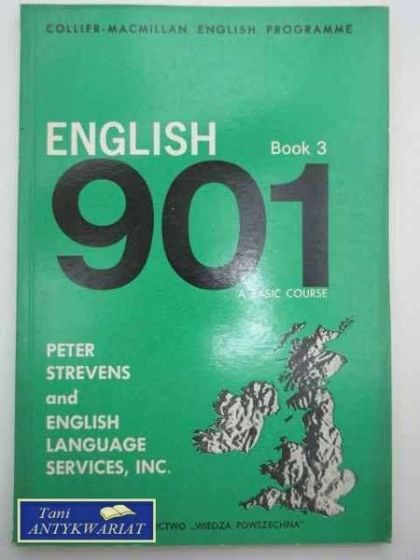 COLLIER-MACMILLAN ENGLISH PROGRAMME
ENGLISH
Book 3
901
A BASIC COURSE
PETER
STREVENS
and
ENGLISH
LANGUAGE
SERVICES, INC.
Tani
ANTYKWARIAT
„WIEDZA POWSZECHNA"